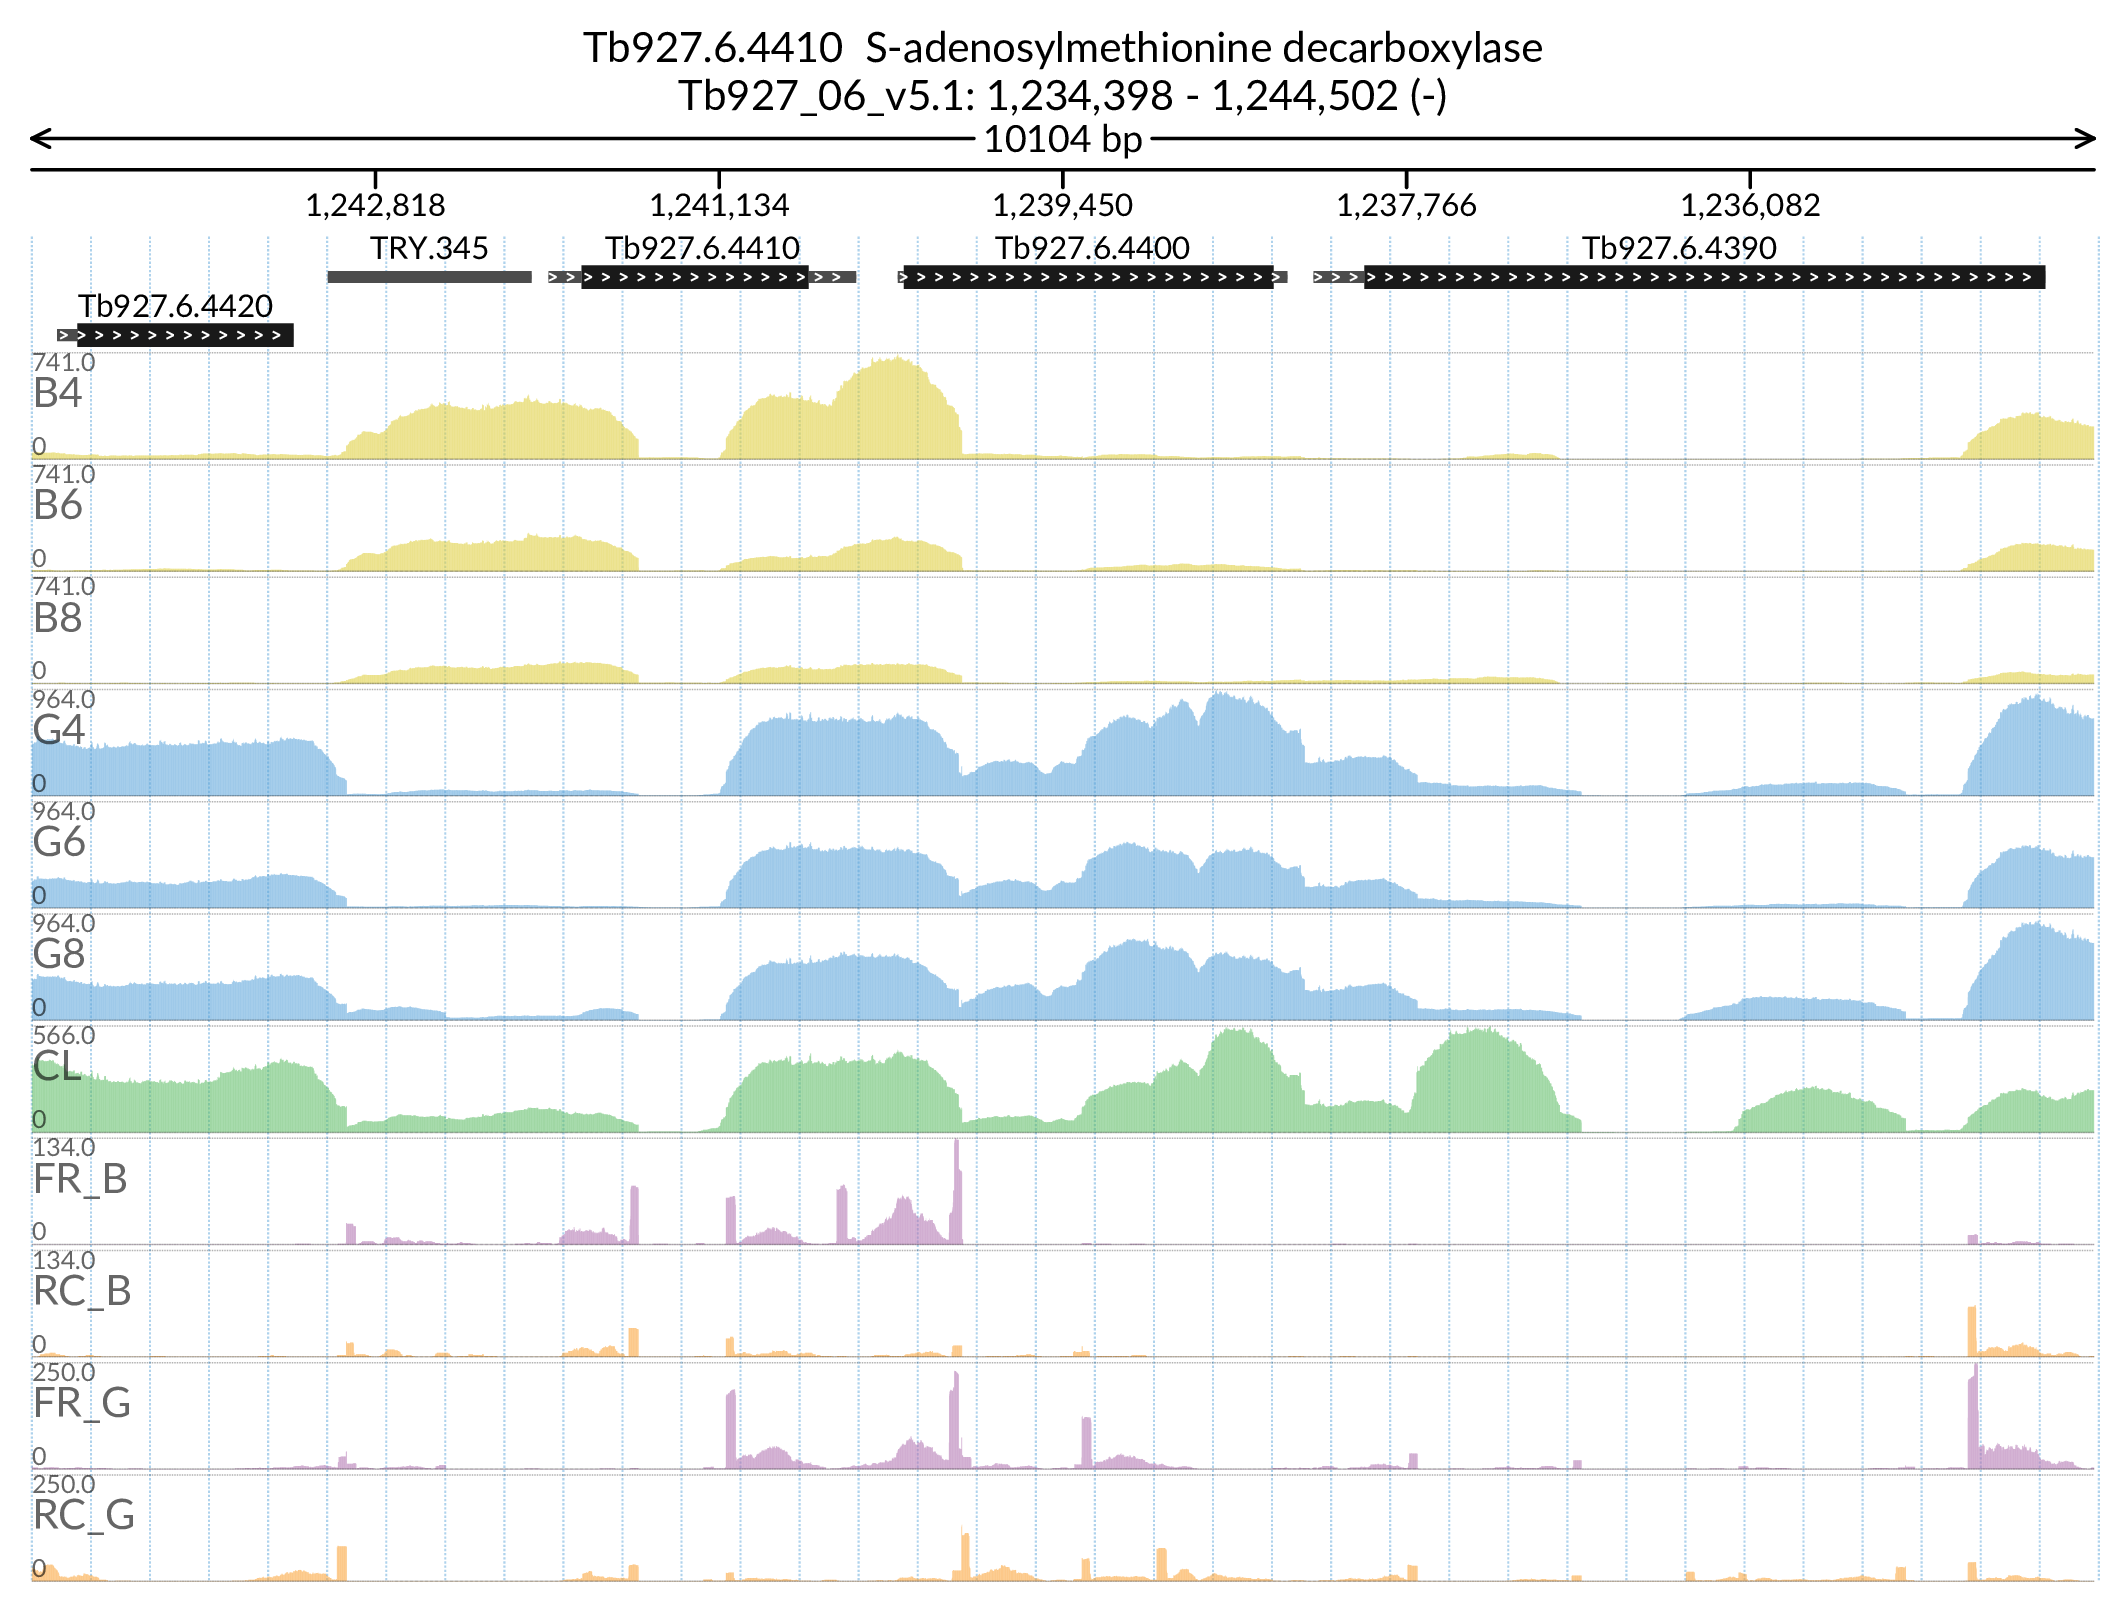 Tb927.6.4410  S-adenosylmethionine decarboxylase
Tb927_06_v5.1: 1,234,398 - 1,244,502 (-)
10104 bp
1,242,818 1,241,134 1,239,450 1,237,766 1,236,082
TRY.345 Tb927.6.4410 Tb927.6.4400 Tb927.6.4390
Tb927.6.4420
741.0
B4
0
741.0
B6
0
741.0
B8
0
964.0
G4
0
964.0
G6
0
964.0
G8
0
566.0
CL
0
134.0
FR_B
0
134.0
RC_B
0
250.0
FR_G
0
250.0
RC_G
0